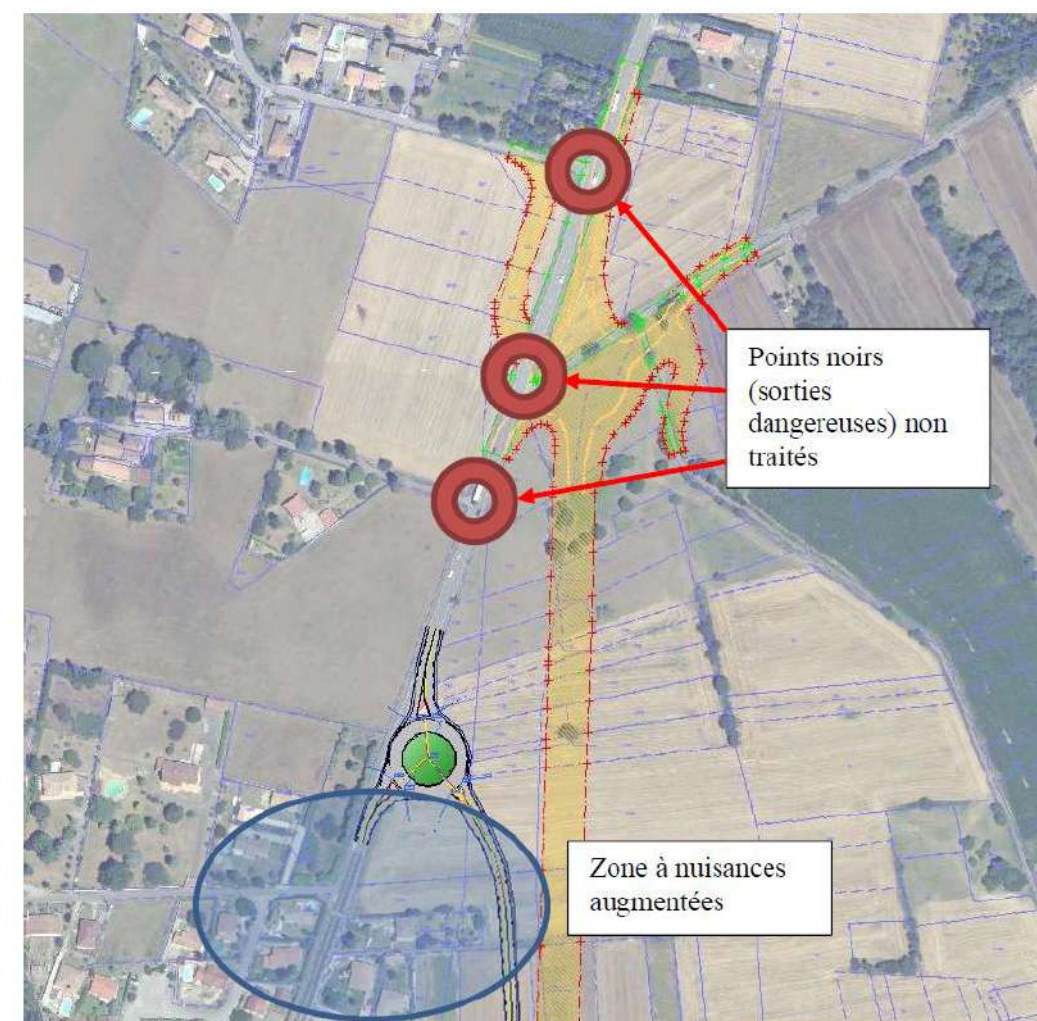 Points noirs
(sorties
dangereuses) non
traités
Zone à nuisances
augmentées